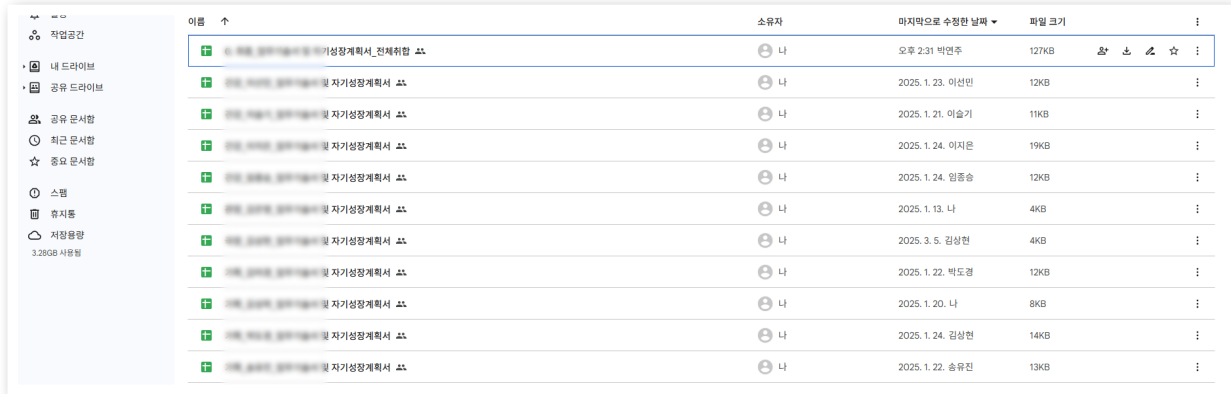 작업공간
내 드라이브
공유 드라이브
공유 문서함
최근 문서함
중요 문서함
스팸
휴지통
저장용량
3.28GB 사용됨
이름 소유자 마지막으로 수정한 날짜 파일 크기
기성장계획서_전체취합 나 오후 2:31 박연주 127KB
및 자기성장계획서 나 2025. 1. 23. 이선민 12KB
및 자기성장계획서 나 2025. 1. 21. 이슬기 11KB
및 자기성장계획서 나 2025. 1. 24. 이지은 19KB
및 자기성장계획서 나 2025. 1. 24. 임종승 12KB
및 자기성장계획서 나 2025. 1. 13. 나 4KB
및 자기성장계획서 나 2025. 3. 5. 김상현 4KB
및 자기성장계획서 나 2025. 1. 22. 박도경 12KB
및 자기성장계획서 나 2025. 1. 20. 나 8KB
및 자기성장계획서 나 2025. 1. 24. 김상현 14KB
및 자기성장계획서 나 2025. 1. 22. 송유진 13KB